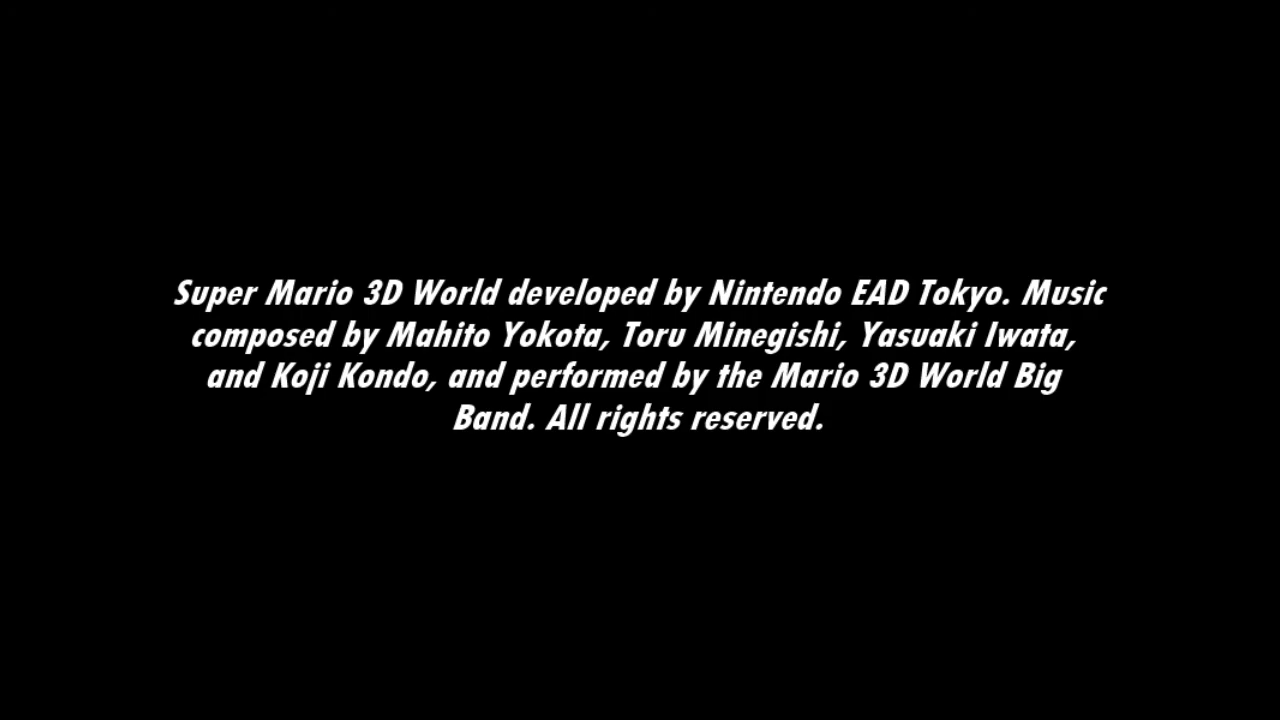 Super Mario 3D World developed by Nintendo EAD Tokyo. Music
composed by Mahito Yokota, Toru Minegishi, Yasuaki Iwata,
and Koji Kondo, and performed by the Mario 3D World Big
Band. All rights reserved.